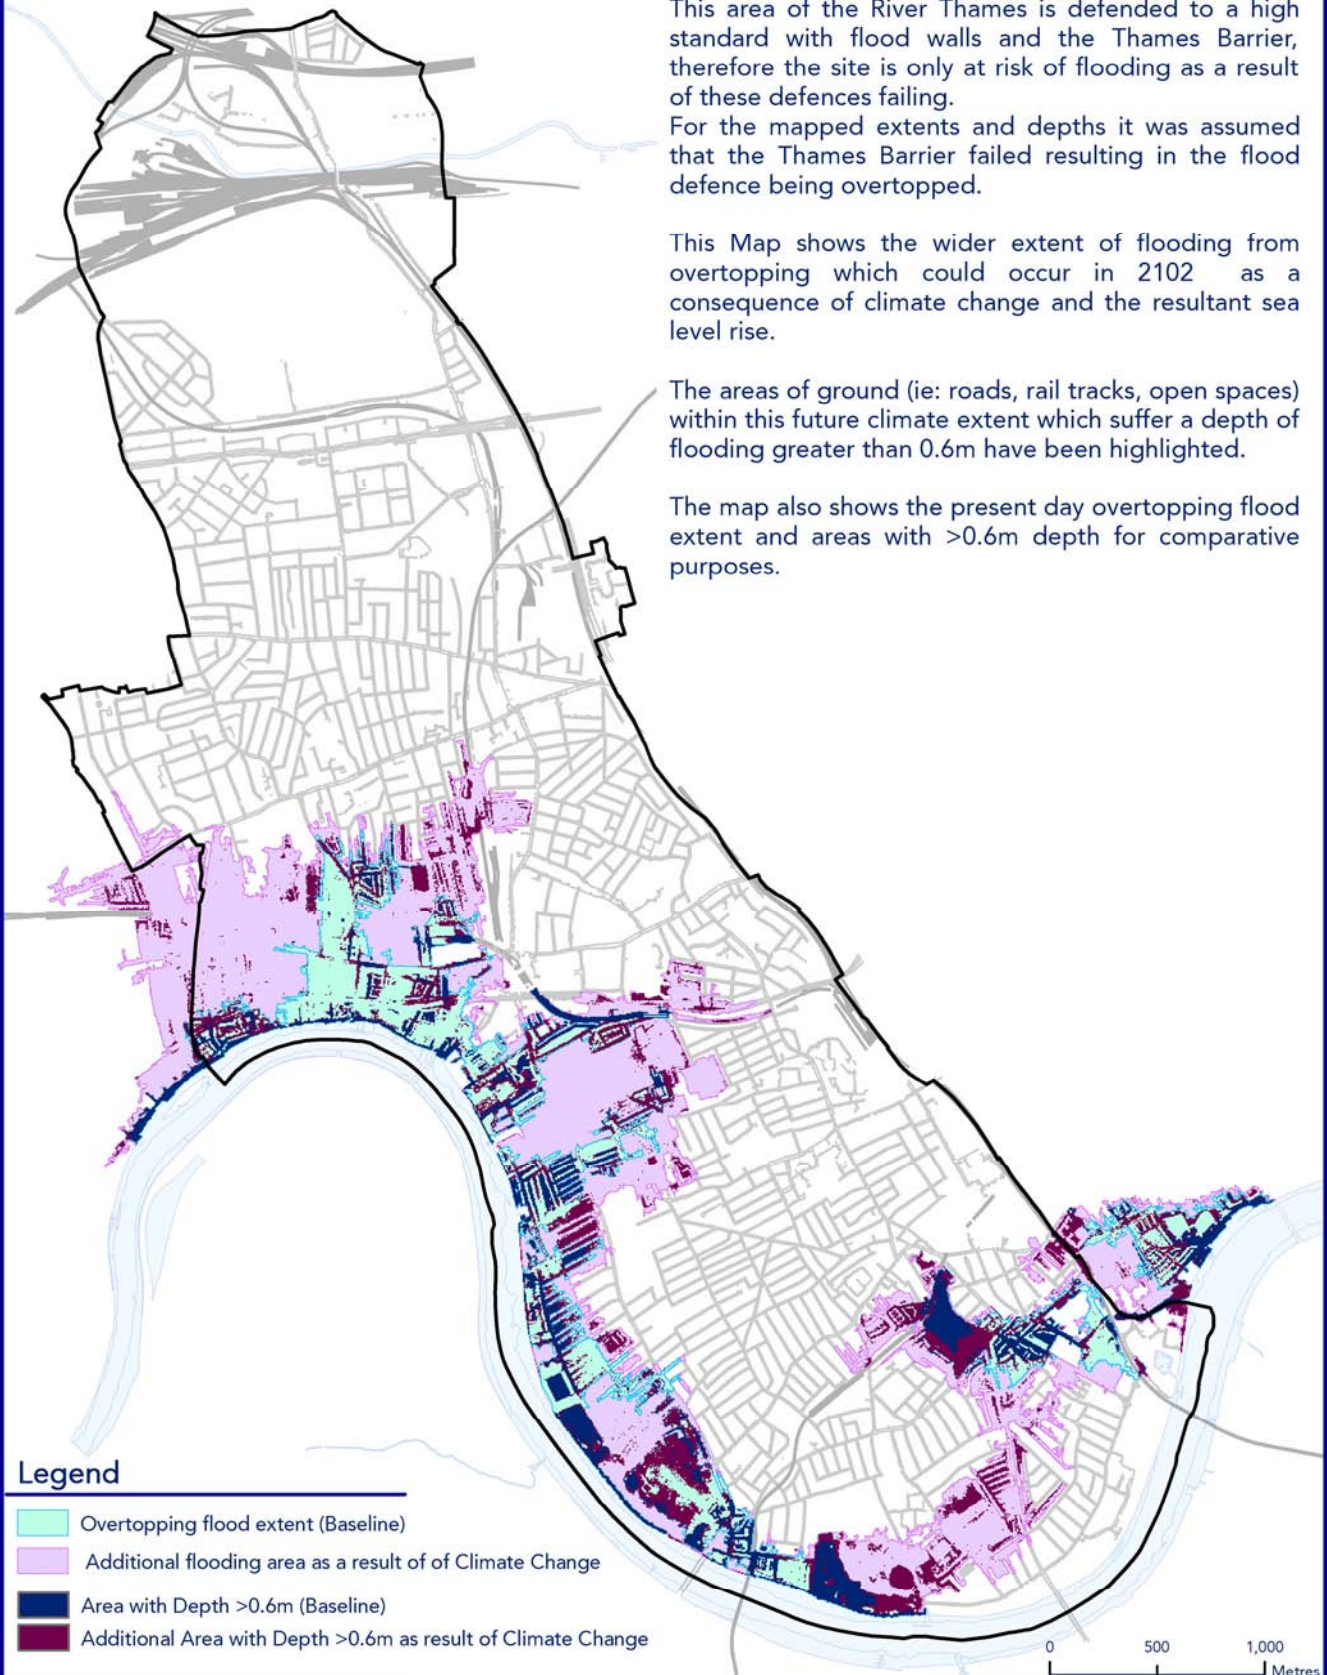 This area of the River Thames is defended to a high
standard with flood walls and the Thames Barrier,
therefore the site is only at risk of flooding as a result
of these defences failing.
For the mapped extents and depths it was assumed
that the Thames Barrier failed resulting in the flood
defence being overtopped.
This Map shows the wider extent of flooding from
overtopping which could occur in 2102 as a
consequence of climate change and the resultant sea
level rise.
The areas of ground (ie: roads, rail tracks, open spaces)
within this future climate extent which suffer a depth of
flooding greater than 0.6m have been highlighted.
The map also shows the present day overtopping flood
extent and areas with >0.6m depth for comparative
purposes.
Legend
Overtopping flood extent (Baseline)
Additional flooding area as a result of of Climate Change
Area with Depth >0.6m (Baseline)
Additional Area with Depth >0.6m as result of Climate Change
0 500 1,000
Metres